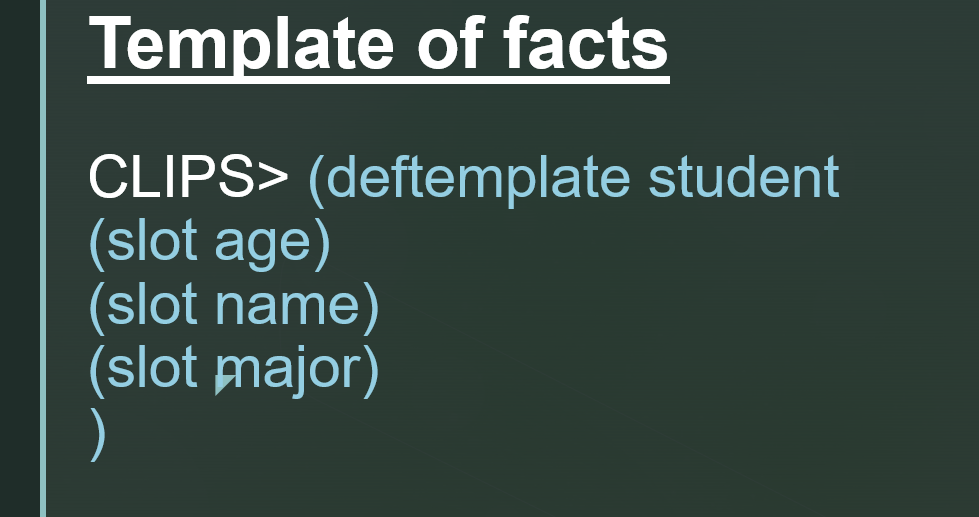 Template of facts
CLIPS> (deftemplate student
(slot age)
(slot name)
(slot major)
)